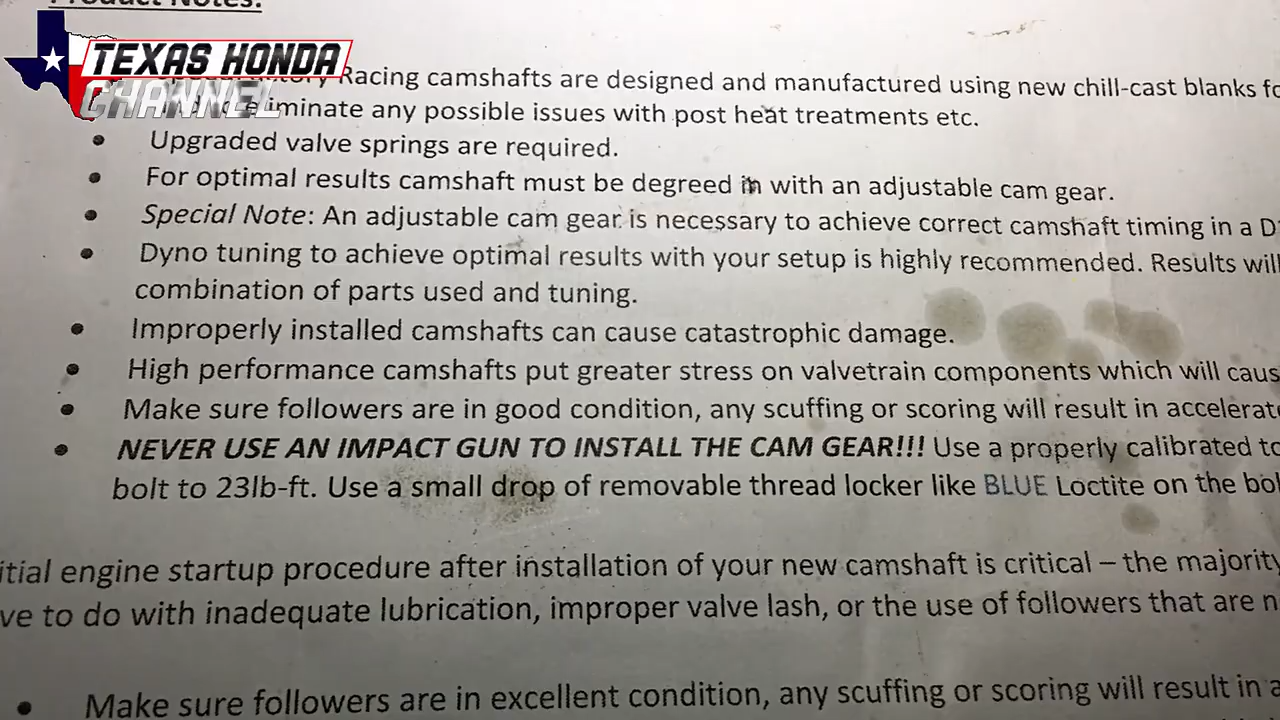 Product Notes:
TEXAS HONDA
CHANNEL
Racing camshafts are designed and manufactured using new chill-cast blanks fo
eliminate any possible issues with post heat treatments etc.
• Upgraded valve springs are required.
• For optimal results camshaft must be degreed in with an adjustable cam gear.
• Special Note: An adjustable cam gear is necessary to achieve correct camshaft timing in a D
• Dyno tuning to achieve optimal results with your setup is highly recommended. Results will
combination of parts used and tuning.
• Improperly installed camshafts can cause catastrophic damage.
• High performance camshafts put greater stress on valvetrain components which will caus
• Make sure followers are in good condition, any scuffing or scoring will result in accelerat
• NEVER USE AN IMPACT GUN TO INSTALL THE CAM GEAR!!! Use a properly calibrated to
bolt to 23lb-ft. Use a small drop of removable thread locker like BLUE Loctite on the bol
itial engine startup procedure after installation of your new camshaft is critical – the majority
ve to do with inadequate lubrication, improper valve lash, or the use of followers that are n
• Make sure followers are in excellent condition, any scuffing or scoring will result in a